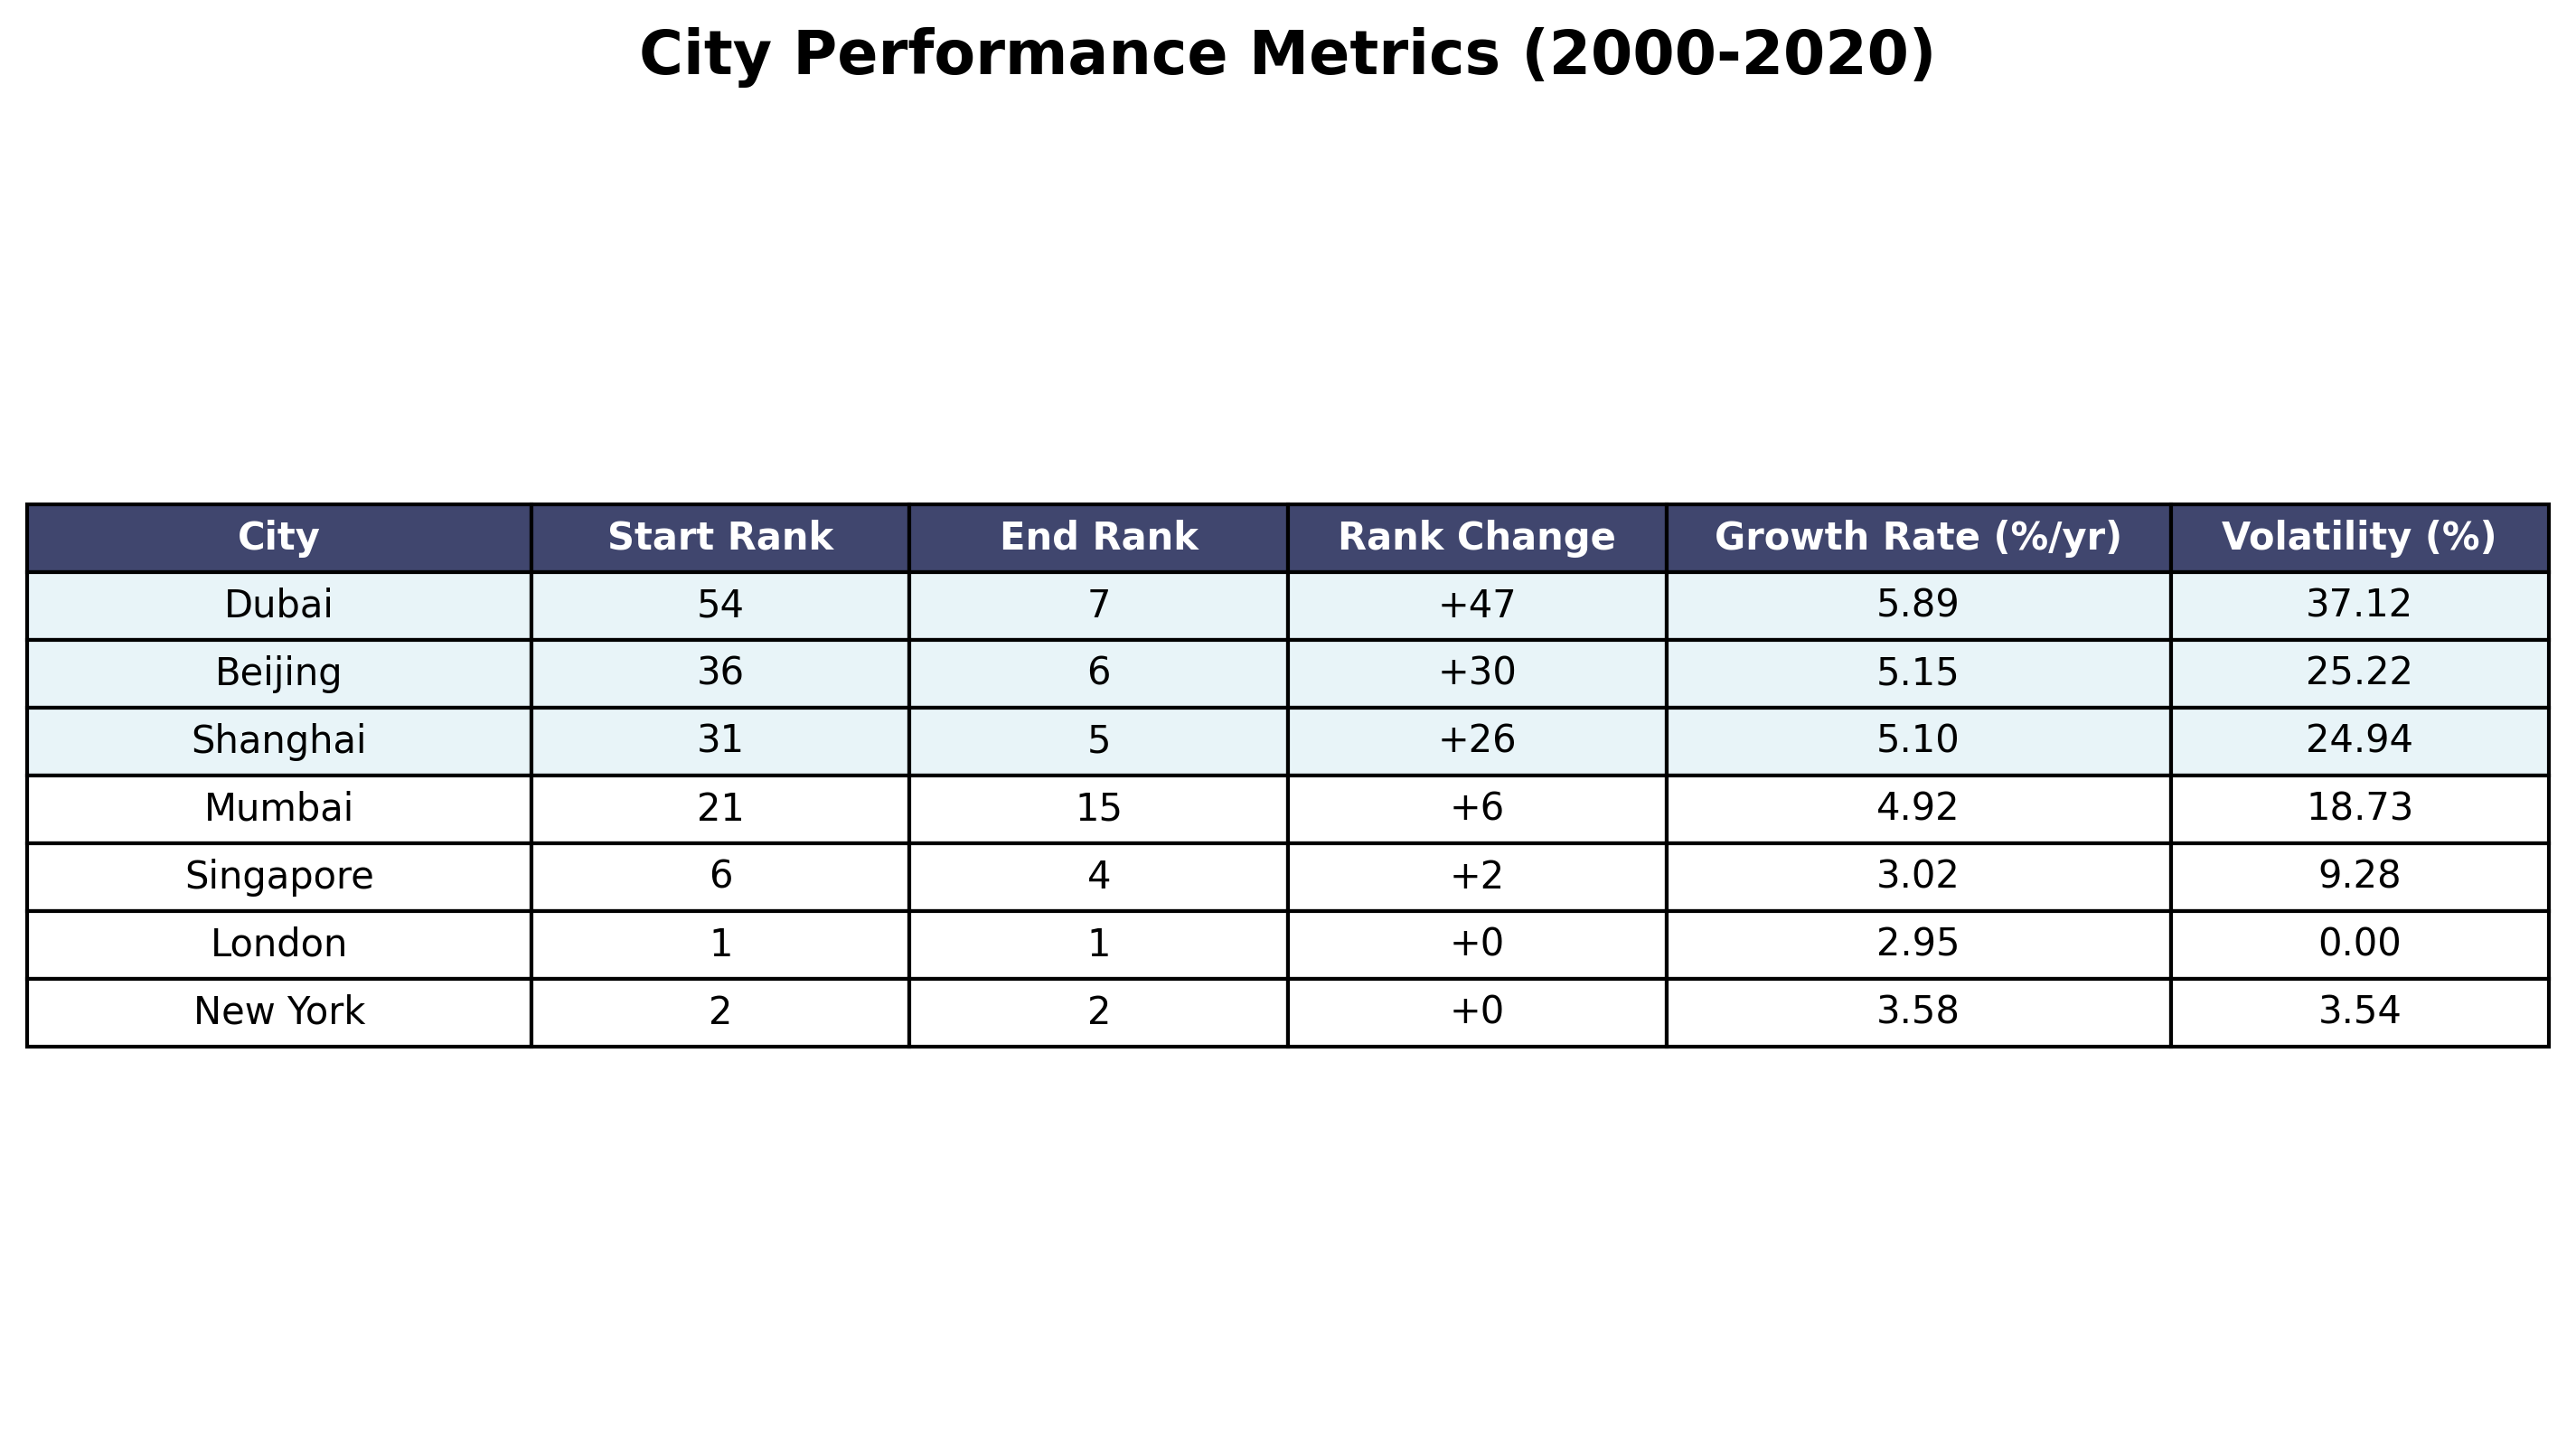 City Performance Metrics (2000-2020)
City Start Rank End Rank Rank Change Growth Rate (%/yr) Volatility (%)
Dubai 54 7 +47 5.89 37.12
Beijing 36 6 +30 5.15 25.22
Shanghai 31 5 +26 5.10 24.94
Mumbai 21 15 +6 4.92 18.73
Singapore 6 4 +2 3.02 9.28
London 1 1 +0 2.95 0.00
New York 2 2 +0 3.58 3.54